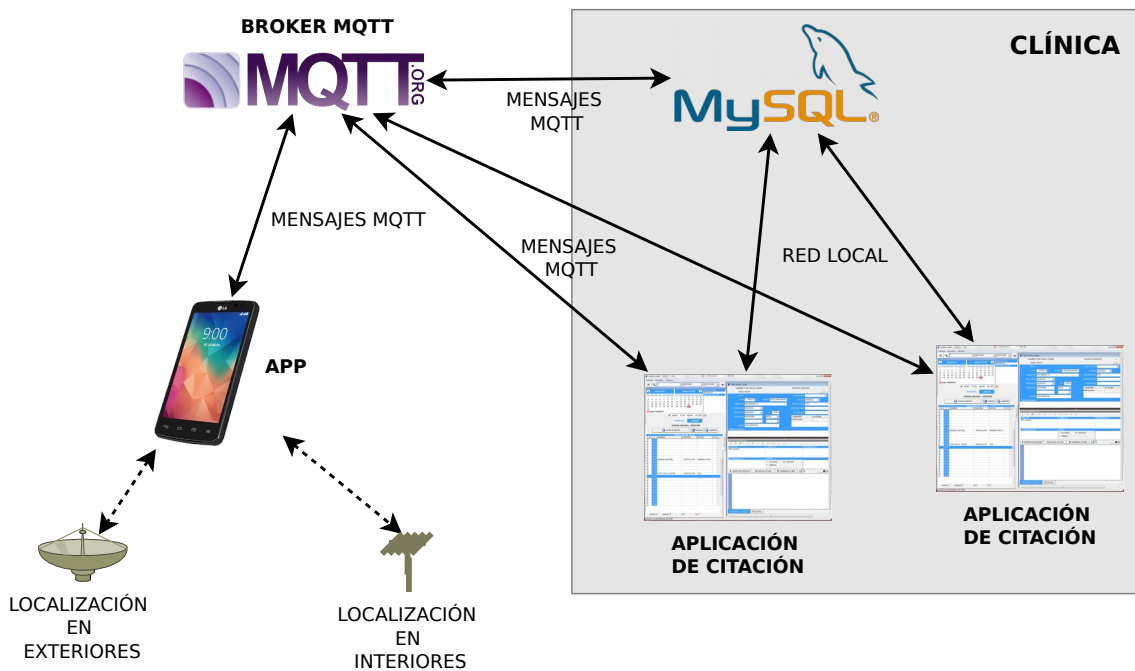 BROKER MQTT
MQTT
.ORG
CLÍNICA
MySQL®
MENSAJES
MQTT
MENSAJES MQTT
MENSAJES
MQTT
RED LOCAL
9:00
APP
APLICACIÓN
DE CITACIÓN
APLICACIÓN
DE CITACIÓN
LOCALIZACIÓN
EN
EXTERIORES
LOCALIZACIÓN
EN
INTERIORES